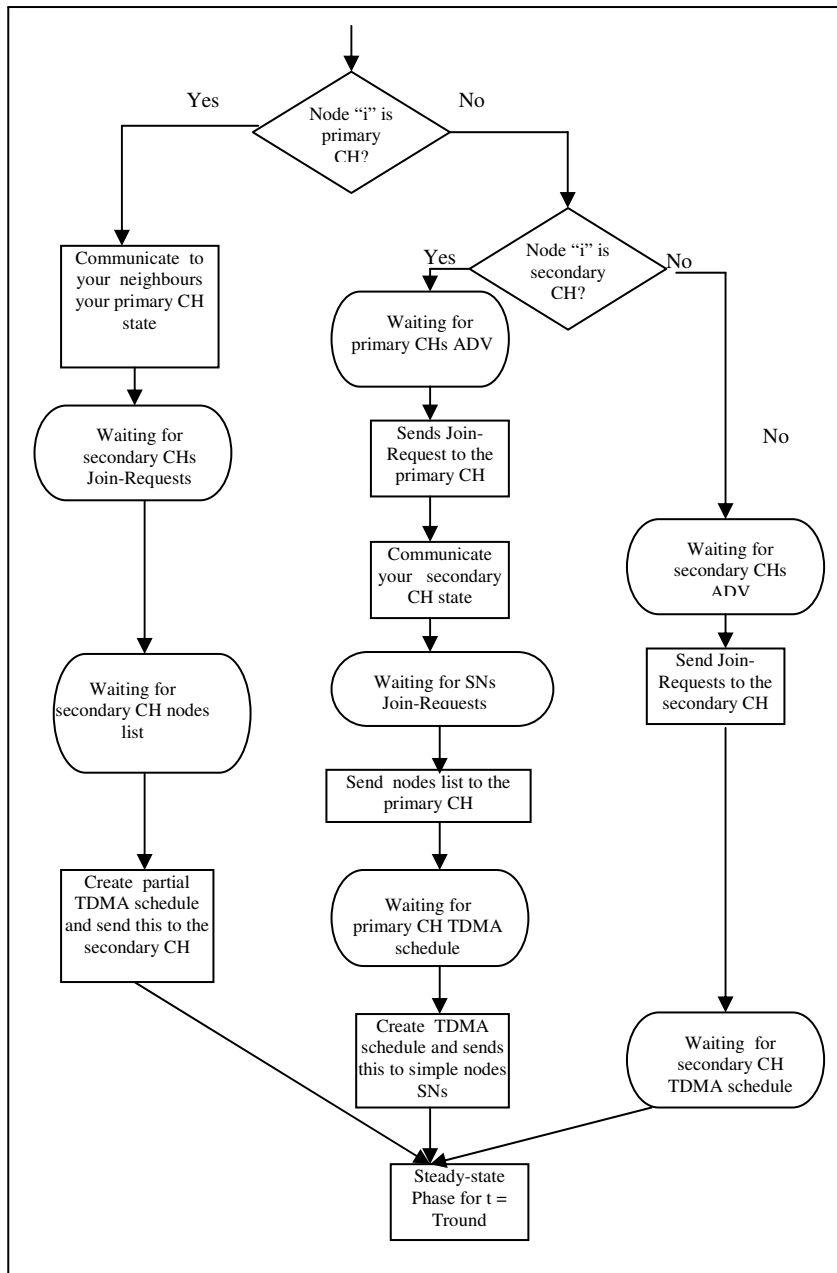 Yes
No
Node “i” is
primary
CH?
Yes
Node “i” is
secondary
CH?
No
Communicate to
your neighbours
your primary CH
state
Waiting for
secondary CHs
Join-Requests
Waiting for
secondary CH nodes
list
Create partial
TDMA schedule
and send this to the
secondary CH
Waiting for
primary CHs ADV
Sends Join-
Request to the
primary CH
Communicate
your secondary
CH state
Waiting for SNs
Join-Requests
Send nodes list to the
primary CH
Waiting for
primary CH TDMA
schedule
Create TDMA
schedule and sends
this to simple nodes
SNs
No
Waiting for
secondary CHs
ADV
Send Join-
Requests to the
secondary CH
Waiting for
secondary CH
TDMA schedule
Steady-state
Phase for t =
Tround